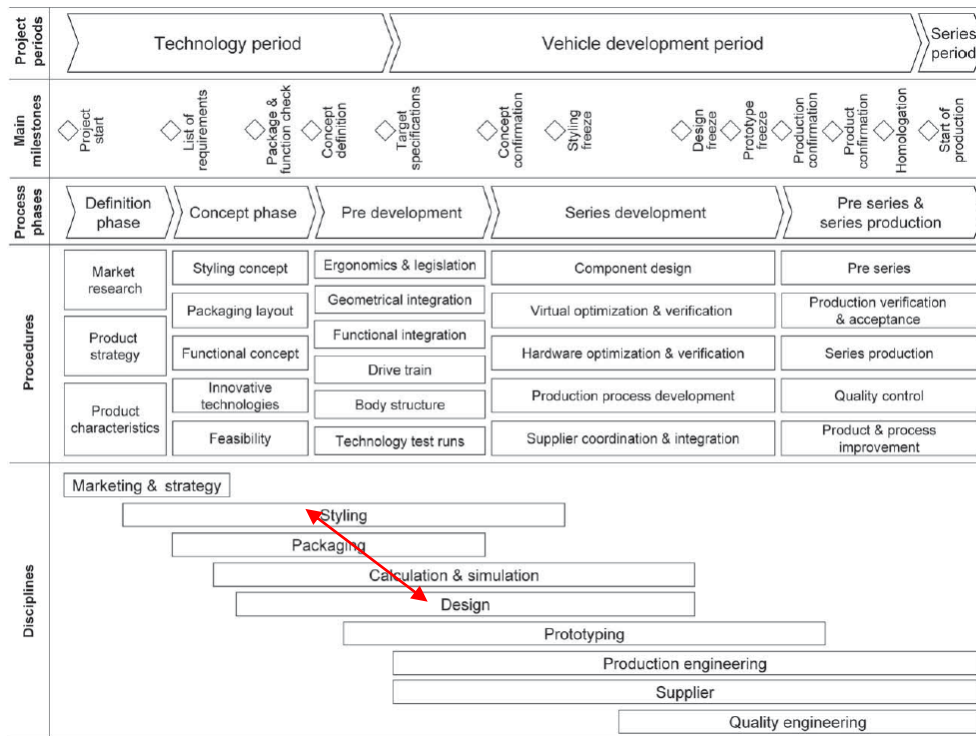 Project
periods
Technology period
Vehicle development period
Series
period
Main
milestones
Project
start
List of
requirements
Package &
function check
Concept
definition
Target
specifications
Concept
confirmation
Styling
freeze
Design
freeze
Prototype
freeze
Production
confirmation
Product
confirmation
Homologation
Start of
production
Process
phases
Definition
phase
Concept phase
Pre development
Series development
Pre series &
series production
Procedures
Market
research
Product
strategy
Product
characteristics
Styling concept
Packaging layout
Functional concept
Innovative
technologies
Feasibility
Ergonomics & legislation
Geometrical integration
Functional integration
Drive train
Body structure
Technology test runs
Component design
Virtual optimization & verification
Hardware optimization & verification
Production process development
Supplier coordination & integration
Pre series
Production verification
& acceptance
Series production
Quality control
Product & process
improvement
Disciplines
Marketing & strategy
Styling
Packaging
Calculation & simulation
Design
Prototyping
Production engineering
Supplier
Quality engineering